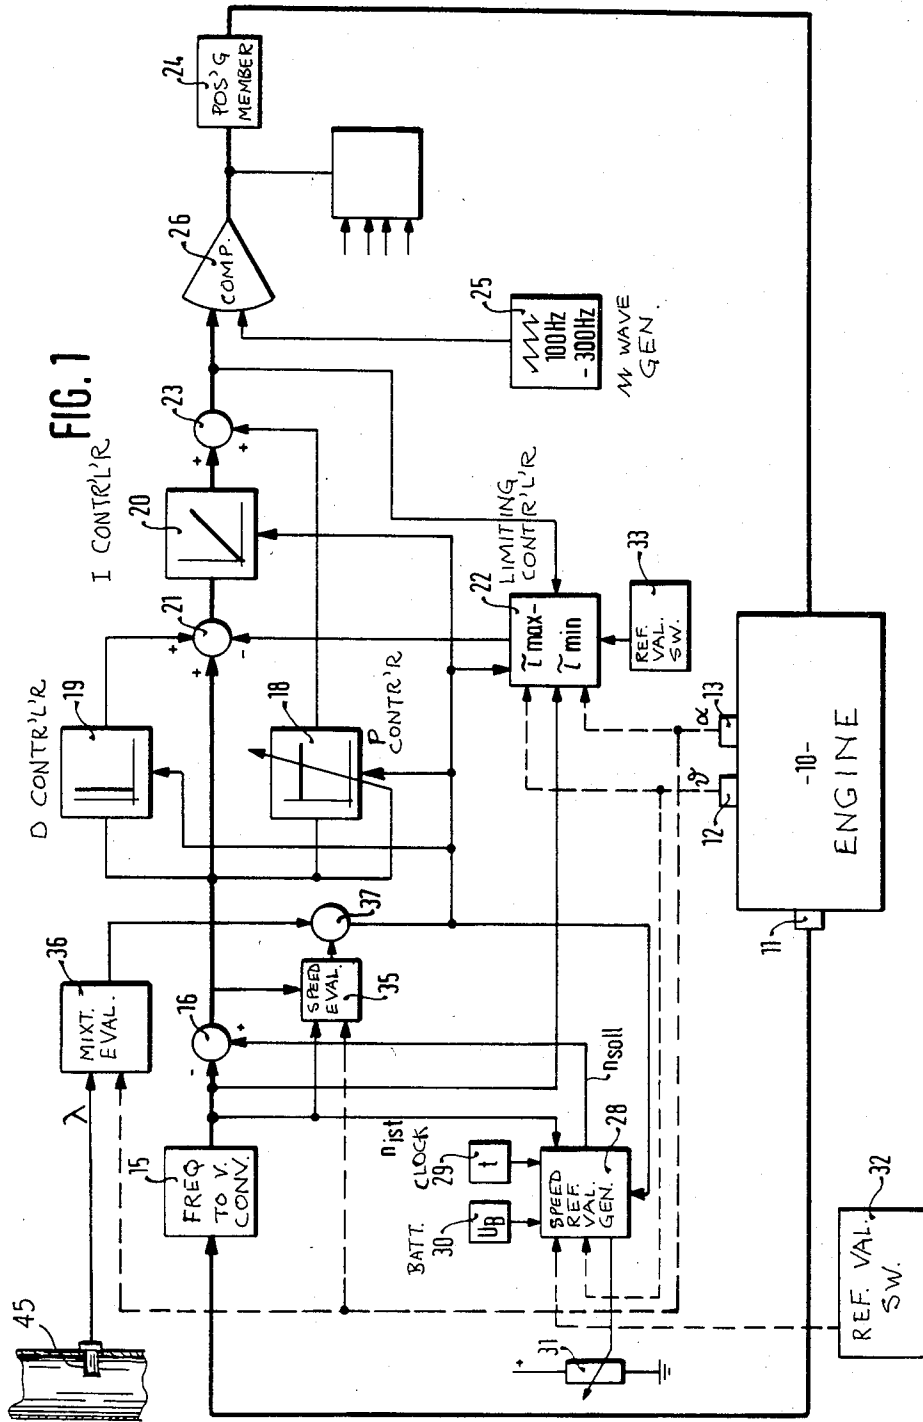 FIG. 1
45
λ
36
MIXT.
EVAL.
D CONTR'L'R
19
I CONTR'L'R
20
24
POS'G
MEMBER
15
FREQ
TO V.
CONV.
16
-
+
21
+
+
-
23
+
+
26
COMP.
37
35
SPEED
EVAL.
18
P
CONTR'R
25
100Hz
- 300Hz
WAVE
GEN.
n ist
CLOCK
29
t
BATT.
30
UB
28
SPEED
REF.
VAL.
GEN.
n soll
LIMITING
CONTR'L'R
22
τ max-
τ min
33
REF.
VAL.
SW.
+
31
32
REF. VAL.
SW.
11
12
ϑ
13
α
-10-
ENGINE